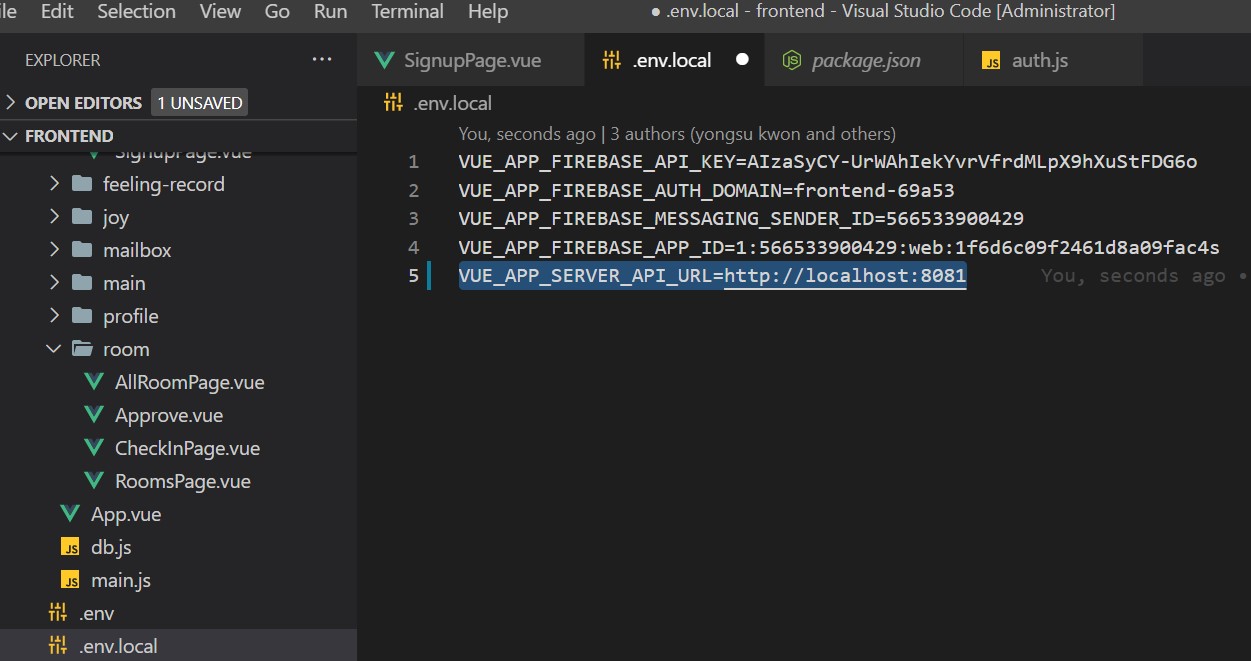 ile Edit Selection View Go Run Terminal Help ● .env.local - frontend - Visual Studio Code [Administrator]
EXPLORER ···
SignupPage.vue .env.local package.json auth.js
OPEN EDITORS 1 UNSAVED
.env.local
FRONTEND
You, seconds ago | 3 authors (yongsu kwon and others)
SignupPage.vue
1 VUE_APP_FIREBASE_API_KEY=AIzaSyCY-UrWAhIekYvrVfrdMLpX9hXuStFDG6o
feeling-record
2 VUE_APP_FIREBASE_AUTH_DOMAIN=frontend-69a53
joy
3 VUE_APP_FIREBASE_MESSAGING_SENDER_ID=566533900429
mailbox
4 VUE_APP_FIREBASE_APP_ID=1:566533900429:web:1f6d6c09f2461d8a09fac4s
main
5 VUE_APP_SERVER_API_URL=http://localhost:8081 You, seconds ago •
profile
room
AllRoomPage.vue
Approve.vue
CheckInPage.vue
RoomsPage.vue
App.vue
JS db.js
JS main.js
.env
.env.local